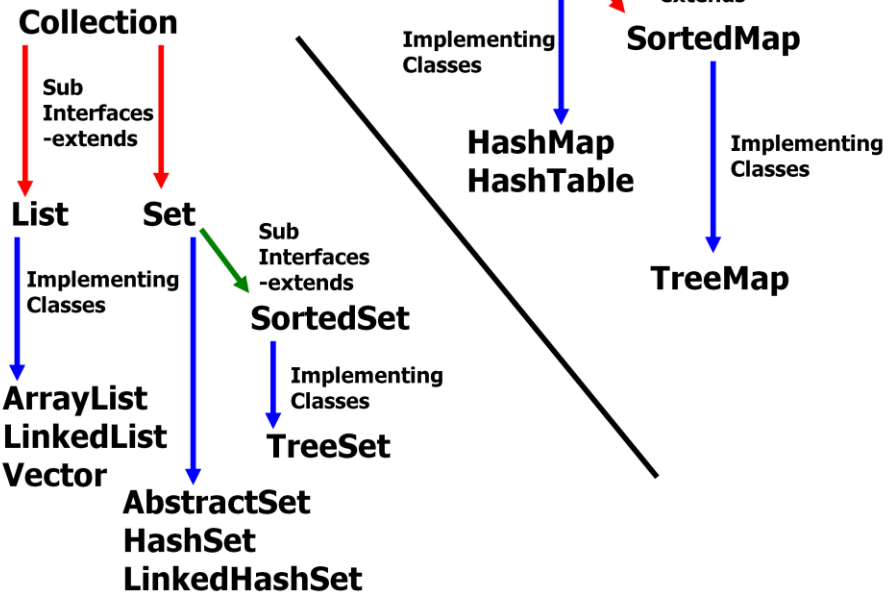 Collection
Sub
Interfaces
-extends
List
Set
Implementing
Classes
ArrayList
LinkedList
Vector
Sub
Interfaces
-extends
SortedSet
Implementing
Classes
TreeSet
AbstractSet
HashSet
LinkedHashSet
extends
Implementing
Classes
SortedMap
HashMap
HashTable
Implementing
Classes
TreeMap